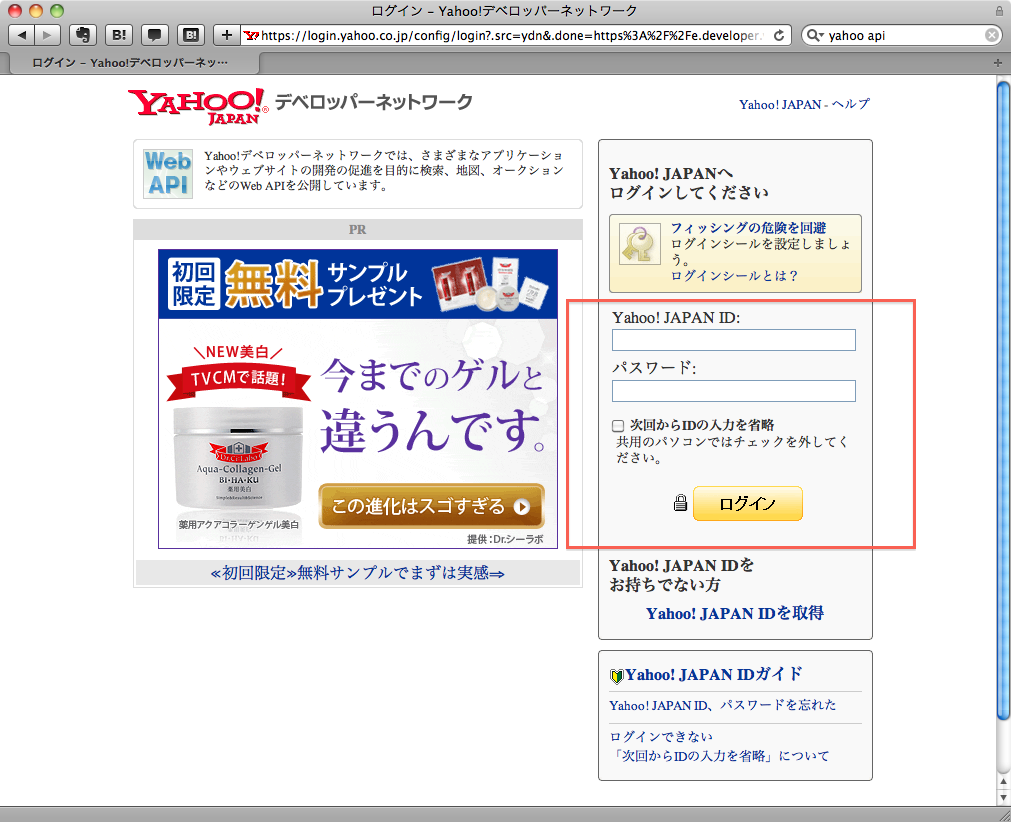 ログイン - Yahoo!デベロッパーネットワーク
B!
B!
https://login.yahoo.co.jp/config/login?.src=ydn&.done=https%3A%2F%2Fe.developer.
yahoo api
ログイン - Yahoo!デベロッパーネッ…
YAHOO! JAPAN デベロッパーネットワーク
Yahoo! JAPAN - ヘルプ
Web API
Yahoo!デベロッパーネットワークでは、さまざまなアプリケーショ
ンやウェブサイトの開発の促進を目的に検索、地図、オークション
などのWeb APIを公開しています。
PR
初回限定 無料 サンプルプレゼント
＼NEW美白／
TVCMで話題!
今までのゲルと
違うんです。
Dr.Ci:Labo
Aqua-Collagen-Gel
BI・HA・KU
薬用美白
この進化はスゴすぎる
薬用アクアコラーゲンゲル美白
提供：Dr.シーラボ
≪初回限定≫無料サンプルでまずは実感⇒
Yahoo! JAPANへ
ログインしてください
フィッシングの危険を回避
ログインシールを設定しましょ
う。
ログインシールとは？
Yahoo! JAPAN ID:
パスワード:
次回からIDの入力を省略
共用のパソコンではチェックを外してく
ださい。
ログイン
Yahoo! JAPAN IDを
お持ちでない方
Yahoo! JAPAN IDを取得
Yahoo! JAPAN IDガイド
Yahoo! JAPAN ID、パスワードを忘れた
ログインできない
「次回からIDの入力を省略」について